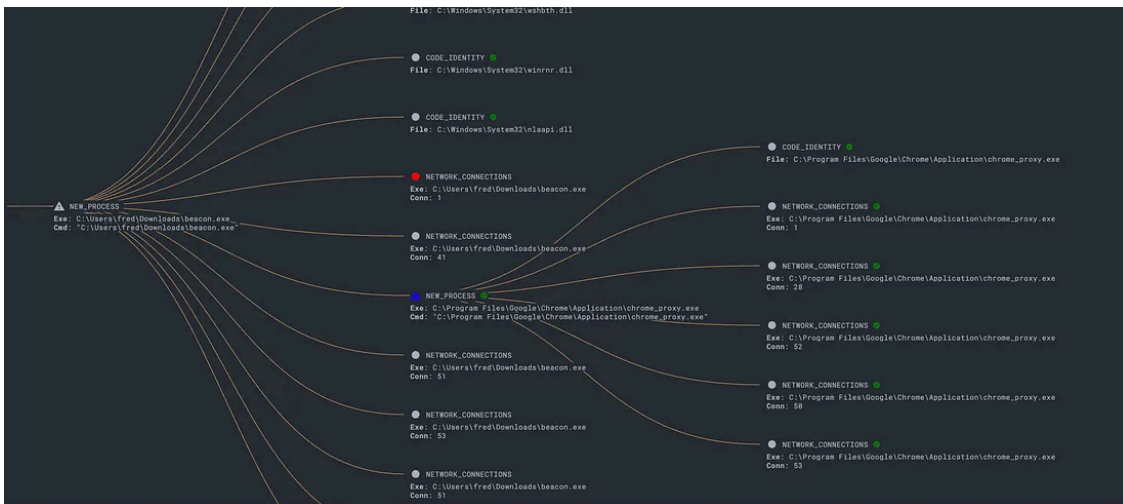 File: C:\Windows\System32\wshbth.dll
CODE_IDENTITY
File: C:\Windows\System32\winrnr.dll
CODE_IDENTITY
File: C:\Windows\System32\nlaapi.dll
NETWORK_CONNECTIONS
Exe: C:\Users\fred\Downloads\beacon.exe
Conn: 1
NEW_PROCESS
Exe: C:\Users\fred\Downloads\beacon.exe
Cmd: "C:\Users\fred\Downloads\beacon.exe"
NETWORK_CONNECTIONS
Exe: C:\Users\fred\Downloads\beacon.exe
Conn: 41
NEW_PROCESS
Exe: C:\Program Files\Google\Chrome\Application\chrome_proxy.exe
Cmd: "C:\Program Files\Google\Chrome\Application\chrome_proxy.exe"
NETWORK_CONNECTIONS
Exe: C:\Users\fred\Downloads\beacon.exe
Conn: 51
NETWORK_CONNECTIONS
Exe: C:\Users\fred\Downloads\beacon.exe
Conn: 53
NETWORK_CONNECTIONS
Exe: C:\Users\fred\Downloads\beacon.exe
Conn: 51
CODE_IDENTITY
File: C:\Program Files\Google\Chrome\Application\chrome_proxy.exe
NETWORK_CONNECTIONS
Exe: C:\Program Files\Google\Chrome\Application\chrome_proxy.exe
Conn: 1
NETWORK_CONNECTIONS
Exe: C:\Program Files\Google\Chrome\Application\chrome_proxy.exe
Conn: 28
NETWORK_CONNECTIONS
Exe: C:\Program Files\Google\Chrome\Application\chrome_proxy.exe
Conn: 52
NETWORK_CONNECTIONS
Exe: C:\Program Files\Google\Chrome\Application\chrome_proxy.exe
Conn: 50
NETWORK_CONNECTIONS
Exe: C:\Program Files\Google\Chrome\Application\chrome_proxy.exe
Conn: 53